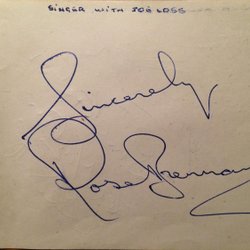 SINGER WITH JOE LOSS
Sincerely
Rose Brennan